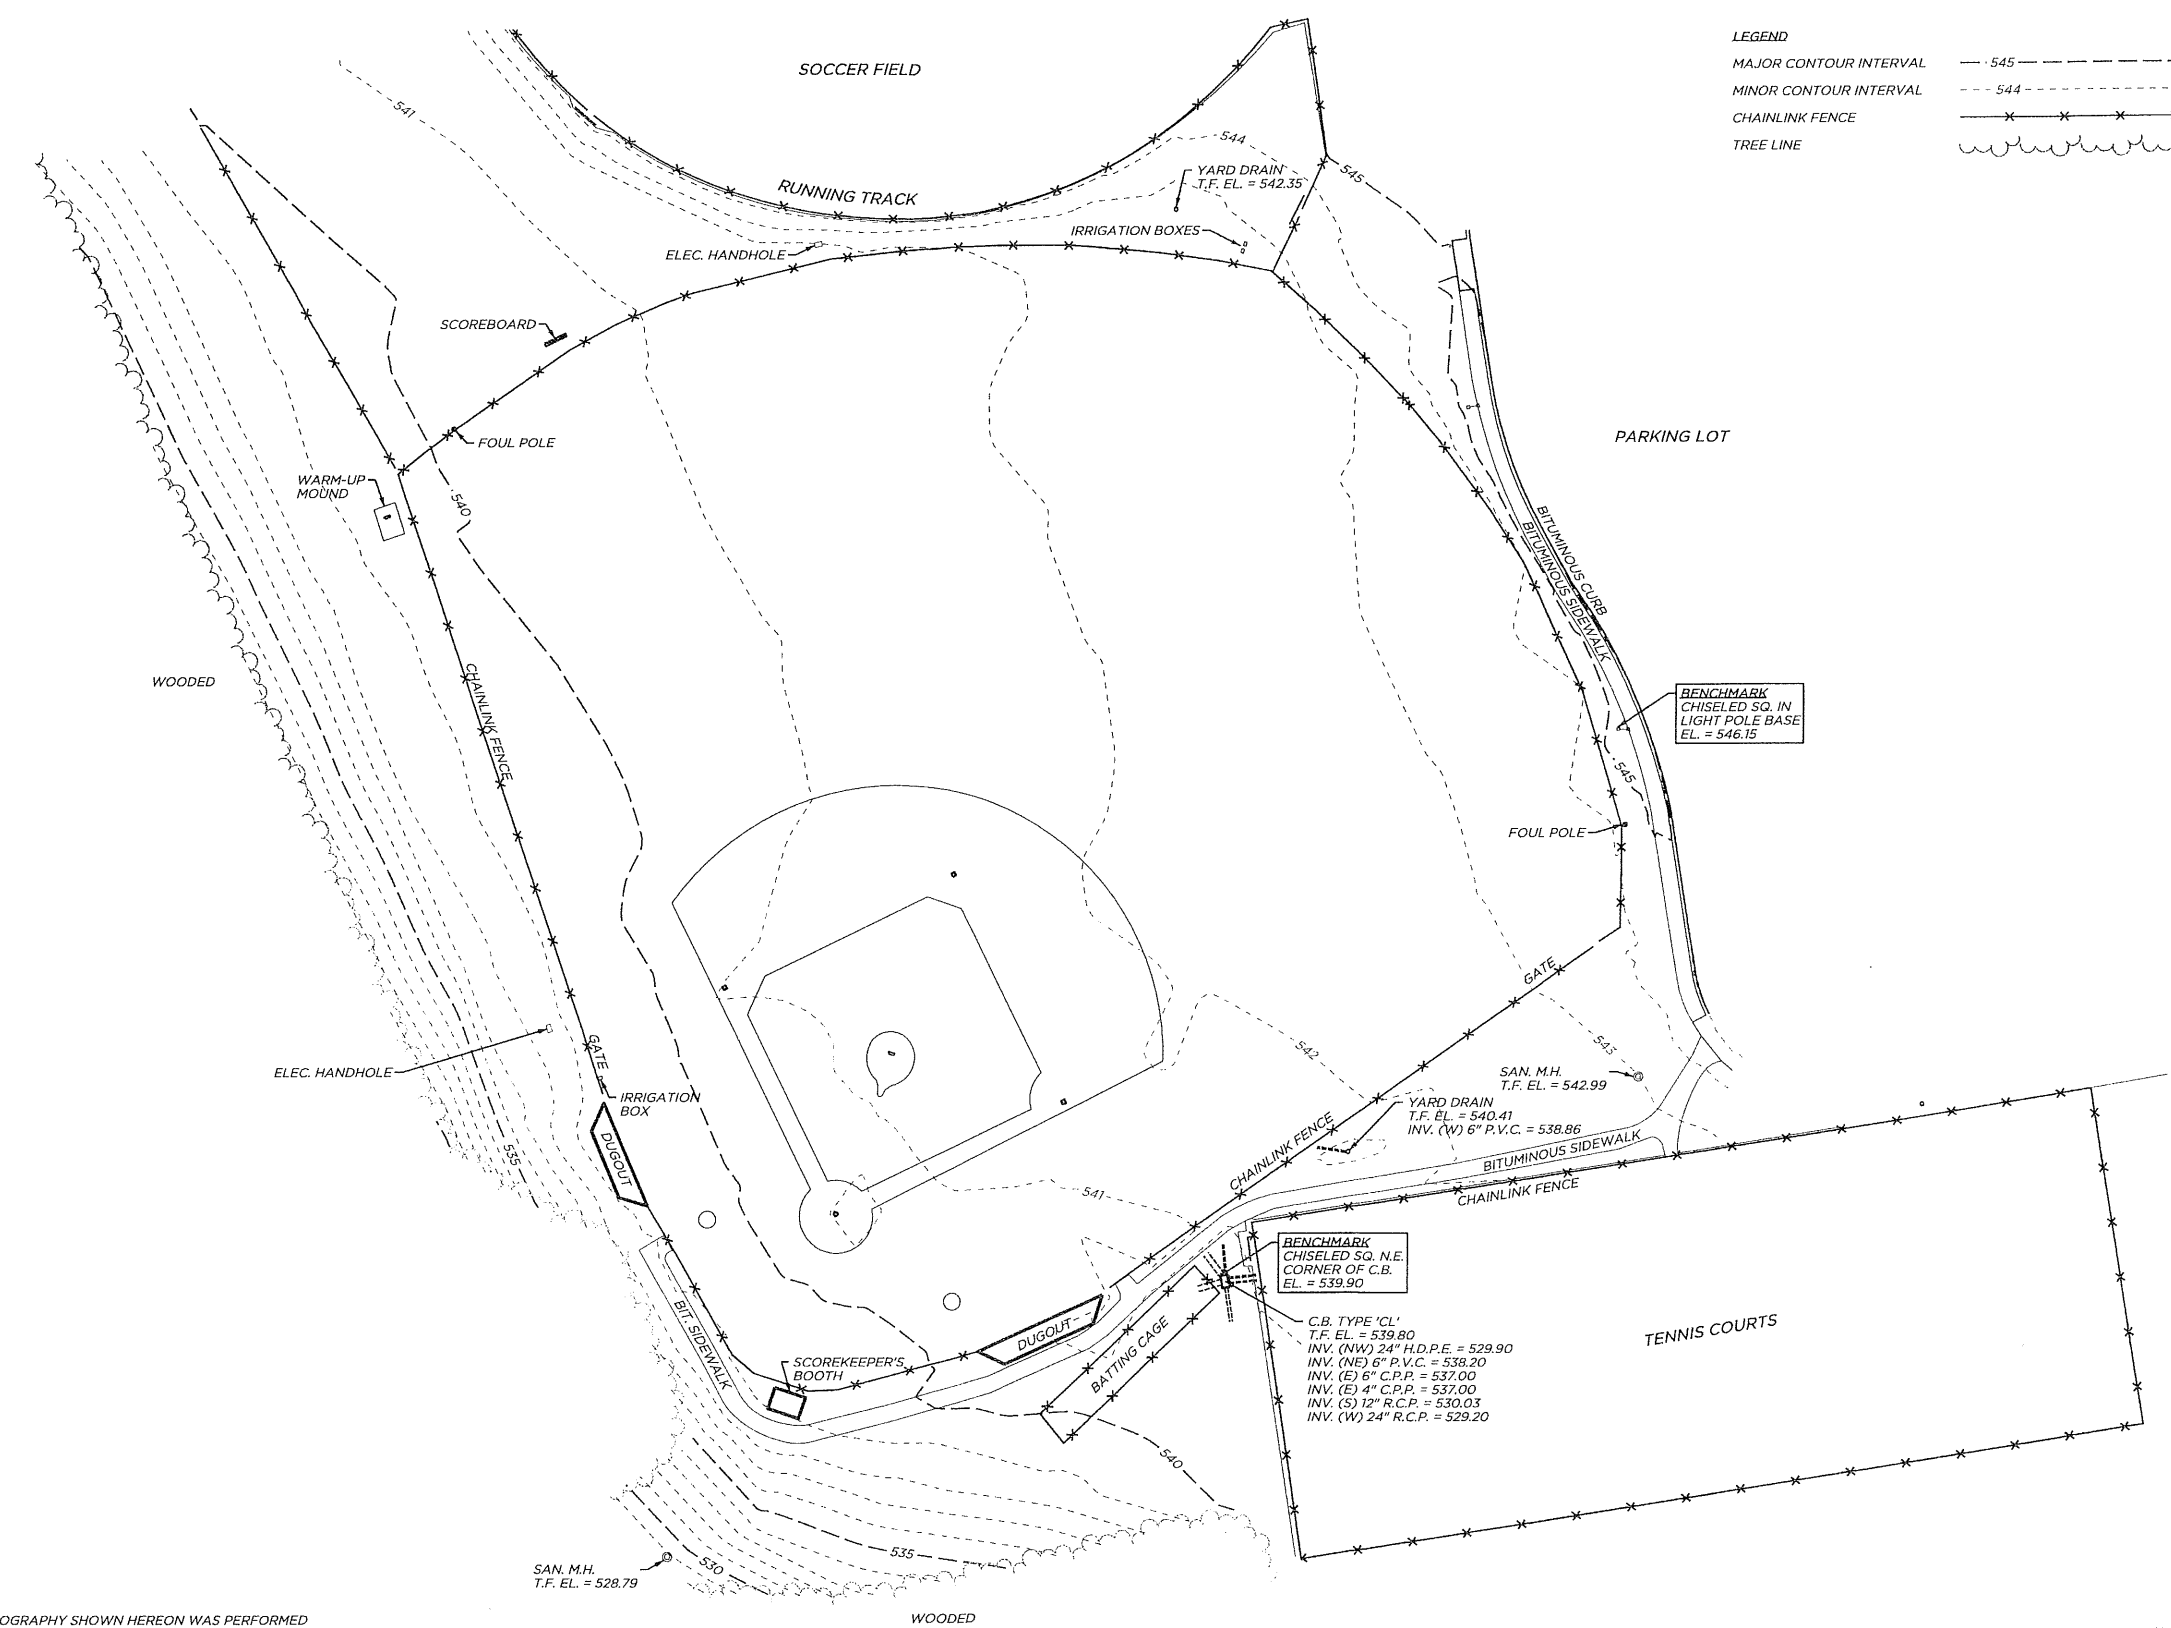 LEGEND
MAJOR CONTOUR INTERVAL
545
MINOR CONTOUR INTERVAL
544
CHAINLINK FENCE
TREE LINE
SOCCER FIELD
541
544
545
YARD DRAIN
T.F. EL. = 542.35
RUNNING TRACK
IRRIGATION BOXES
ELEC. HANDHOLE
SCOREBOARD
FOUL POLE
PARKING LOT
WARM-UP
MOUND
540
BITUMINOUS CURB
BITUMINOUS SIDEWALK
WOODED
CHAINLINK FENCE
BENCHMARK
CHISELED SQ. IN
LIGHT POLE BASE
EL. = 546.15
545
FOUL POLE
GATE
ELEC. HANDHOLE
GATE
542
543
SAN. M.H.
T.F. EL. = 542.99
IRRIGATION
BOX
YARD DRAIN
T.F. EL. = 540.41
INV. (W) 6" P.V.C. = 538.86
535
DUGOUT
CHAINLINK FENCE
BITUMINOUS SIDEWALK
541
CHAINLINK FENCE
BENCHMARK
CHISELED SQ. N.E.
CORNER OF C.B.
EL. = 539.90
BIT. SIDEWALK
DUGOUT
BATTING CAGE
C.B. TYPE 'CL'
T.F. EL. = 539.80
INV. (NW) 24" H.D.P.E. = 529.90
INV. (NE) 6" P.V.C. = 538.20
INV. (E) 6" C.P.P. = 537.00
INV. (E) 4" C.P.P. = 537.00
INV. (S) 12" R.C.P. = 530.03
INV. (W) 24" R.C.P. = 529.20
TENNIS COURTS
SCOREKEEPER'S
BOOTH
540
535
530
SAN. M.H.
T.F. EL. = 528.79
WOODED
OGRAPHY SHOWN HEREON WAS PERFORMED